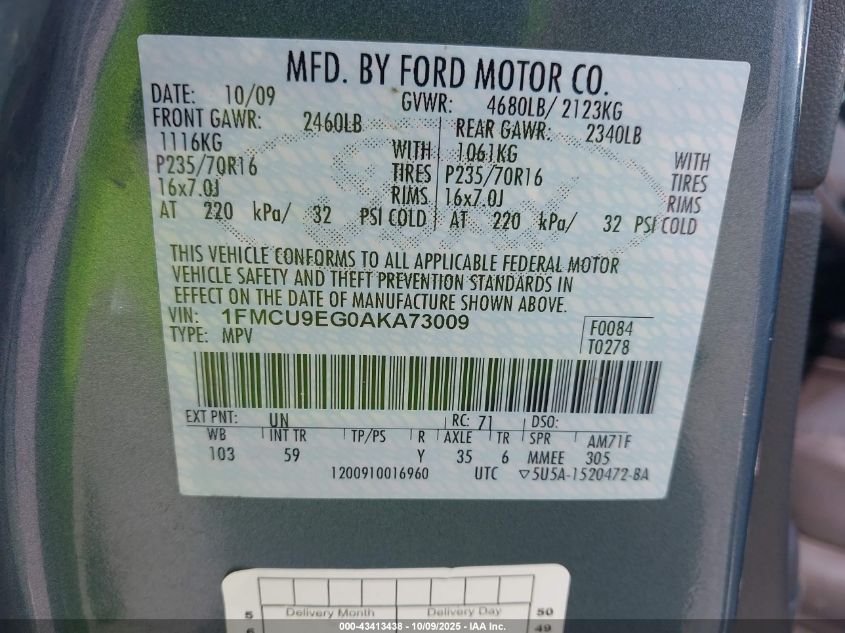 MFD. BY FORD MOTOR CO.
DATE: 10/09 GVWR: 4680LB/ 2123KG
FRONT GAWR: 2460LB REAR GAWR: 2340LB
1116KG WITH 1061KG WITH
P235/70R16 TIRES P235/70R16 TIRES
16x7.0J RIMS 16x7.0J RIMS
AT 220 kPa/ 32 PSI COLD AT 220 kPa/ 32 PSI COLD
THIS VEHICLE CONFORMS TO ALL APPLICABLE FEDERAL MOTOR
VEHICLE SAFETY AND THEFT PREVENTION STANDARDS IN
EFFECT ON THE DATE OF MANUFACTURE SHOWN ABOVE.
VIN: 1FMCU9EG0AKA73009 F0084
TYPE: MPV T0278
EXT PNT: UN RC: 71 DSO:
WB INT TR TP/PS R AXLE TR SPR AM71F
103 59 Y 35 6 MMEE 305
1200910016960 UTC ▽5U5A-1520472-BA
5 Delivery Month Delivery Day 50
6 49
000-43413438 - 10/09/2025 - IAA Inc.